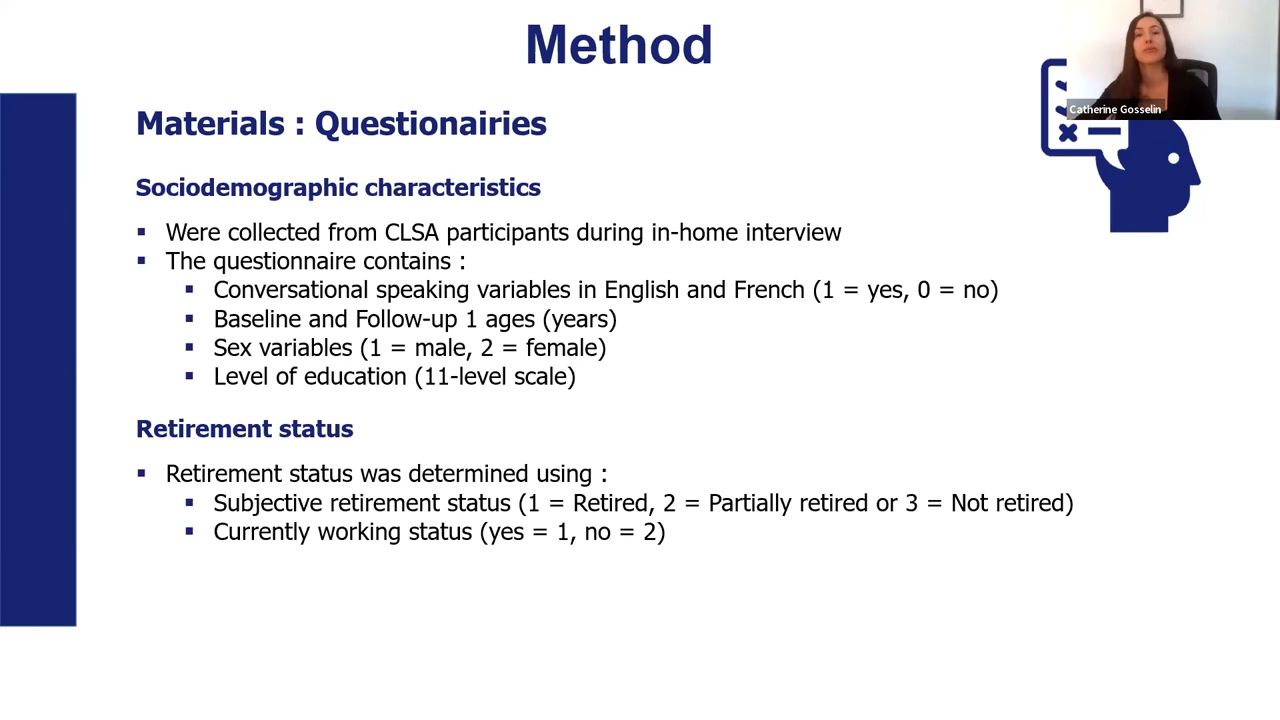 Method
Catherine Gosselin
Materials : Questionairies
Sociodemographic characteristics
▪ Were collected from CLSA participants during in-home interview
▪ The questionnaire contains :
▪ Conversational speaking variables in English and French (1 = yes, 0 = no)
▪ Baseline and Follow-up 1 ages (years)
▪ Sex variables (1 = male, 2 = female)
▪ Level of education (11-level scale)
Retirement status
▪ Retirement status was determined using :
▪ Subjective retirement status (1 = Retired, 2 = Partially retired or 3 = Not retired)
▪ Currently working status (yes = 1, no = 2)